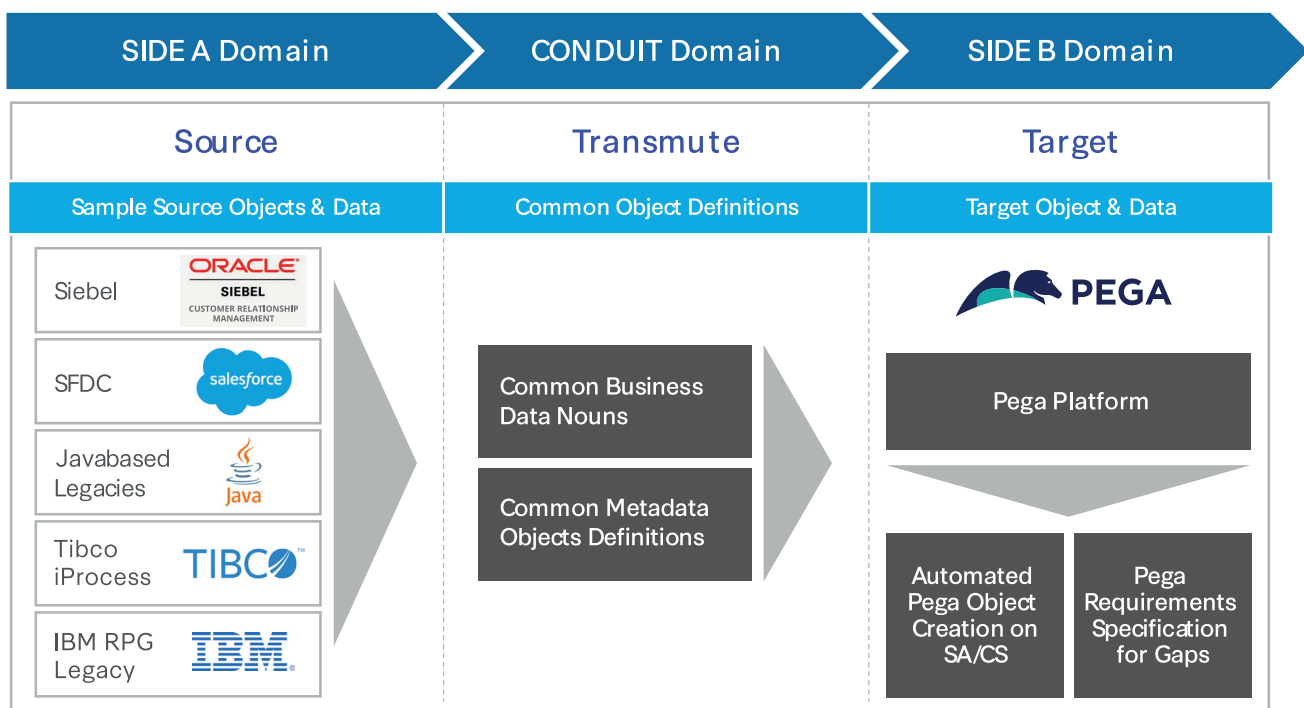 SIDE A Domain
CONDUIT Domain
SIDE B Domain
Source
Transmute
Target
Sample Source Objects & Data
Common Object Definitions
Target Object & Data
Siebel
ORACLE®
SIEBEL
CUSTOMER RELATIONSHIP
MANAGEMENT
SFDC
salesforce
Javabased
Legacies
Java
Tibco
iProcess
TIBCO™
IBM RPG
Legacy
IBM®
Common Business
Data Nouns
Common Metadata
Objects Definitions
PEGA
Pega Platform
Automated
Pega Object
Creation on
SA/CS
Pega
Requirements
Specification
for Gaps